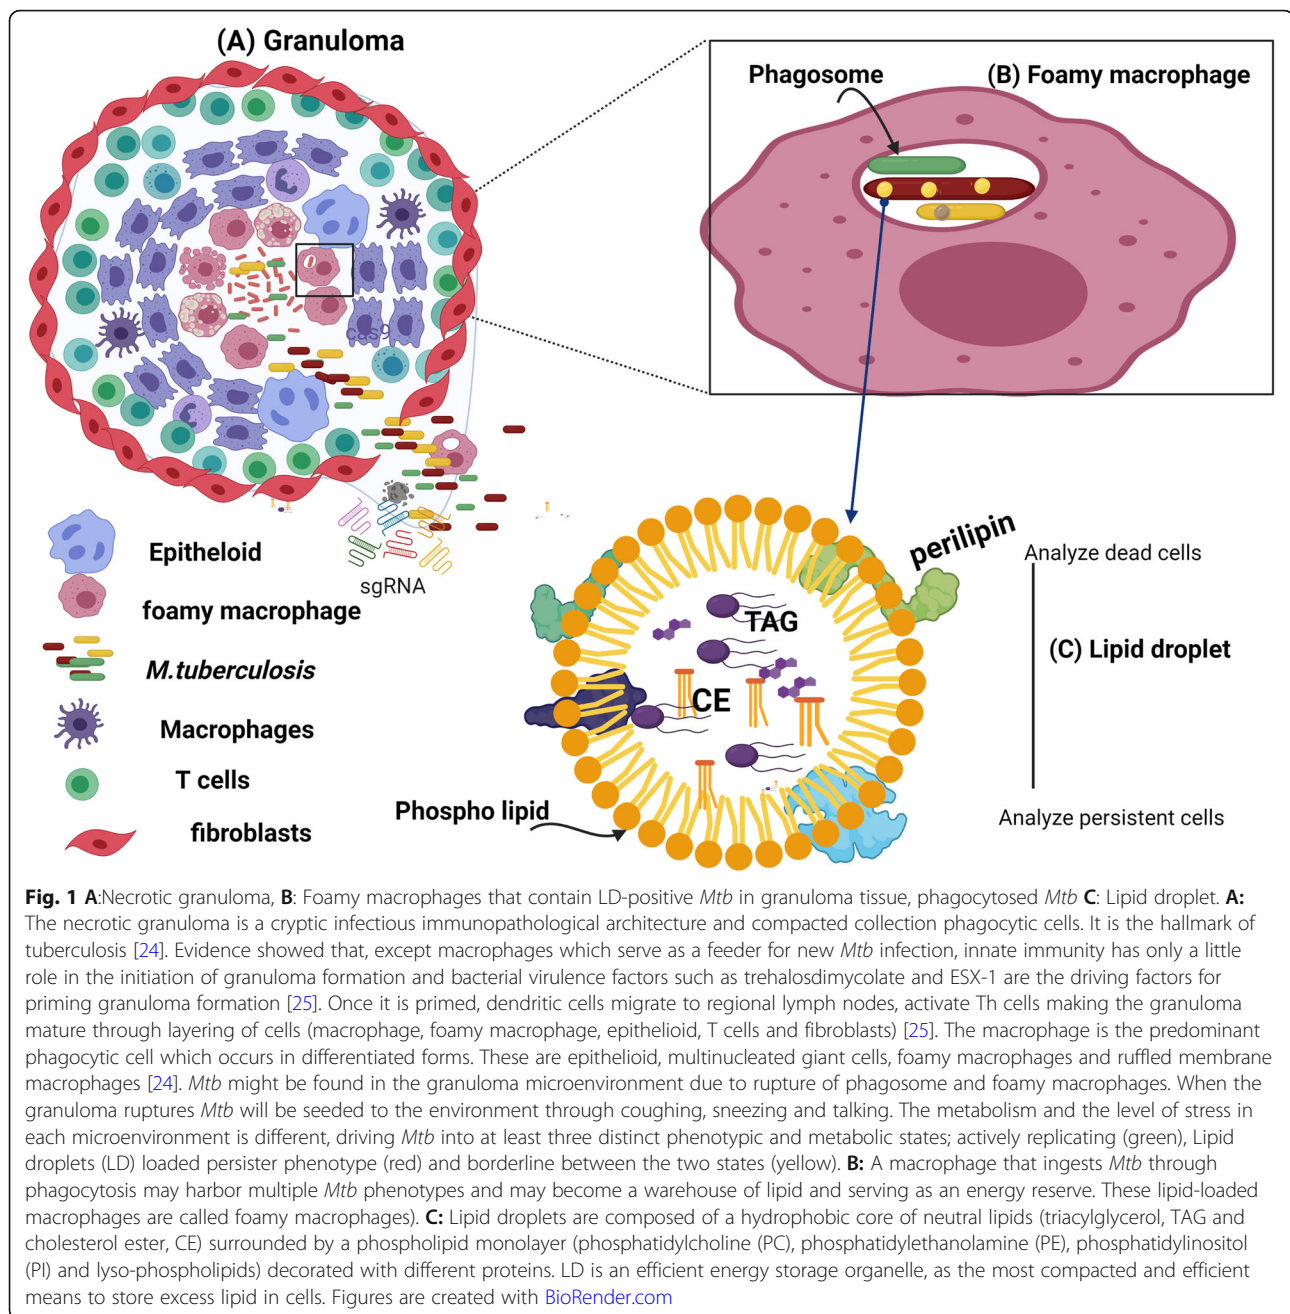 (A) Granuloma
Phagosome
(B) Foamy macrophage
cas9
sgRNA
Epitheloid
foamy macrophage
M.tuberculosis
Macrophages
T cells
fibroblasts
perilipin
TAG
CE
Phospho lipid
Analyze dead cells
(C) Lipid droplet
Analyze persistent cells
Fig. 1 A:Necrotic granuloma, B: Foamy macrophages that contain LD-positive Mtb in granuloma tissue, phagocytosed Mtb C: Lipid droplet. A:
The necrotic granuloma is a cryptic infectious immunopathological architecture and compacted collection phagocytic cells. It is the hallmark of
tuberculosis [24]. Evidence showed that, except macrophages which serve as a feeder for new Mtb infection, innate immunity has only a little
role in the initiation of granuloma formation and bacterial virulence factors such as trehalosdimycolate and ESX-1 are the driving factors for
priming granuloma formation [25]. Once it is primed, dendritic cells migrate to regional lymph nodes, activate Th cells making the granuloma
mature through layering of cells (macrophage, foamy macrophage, epithelioid, T cells and fibroblasts) [25]. The macrophage is the predominant
phagocytic cell which occurs in differentiated forms. These are epithelioid, multinucleated giant cells, foamy macrophages and ruffled membrane
macrophages [24]. Mtb might be found in the granuloma microenvironment due to rupture of phagosome and foamy macrophages. When the
granuloma ruptures Mtb will be seeded to the environment through coughing, sneezing and talking. The metabolism and the level of stress in
each microenvironment is different, driving Mtb into at least three distinct phenotypic and metabolic states; actively replicating (green), Lipid
droplets (LD) loaded persister phenotype (red) and borderline between the two states (yellow). B: A macrophage that ingests Mtb through
phagocytosis may harbor multiple Mtb phenotypes and may become a warehouse of lipid and serving as an energy reserve. These lipid-loaded
macrophages are called foamy macrophages). C: Lipid droplets are composed of a hydrophobic core of neutral lipids (triacylglycerol, TAG and
cholesterol ester, CE) surrounded by a phospholipid monolayer (phosphatidylcholine (PC), phosphatidylethanolamine (PE), phosphatidylinositol
(PI) and lyso-phospholipids) decorated with different proteins. LD is an efficient energy storage organelle, as the most compacted and efficient
means to store excess lipid in cells. Figures are created with BioRender.com